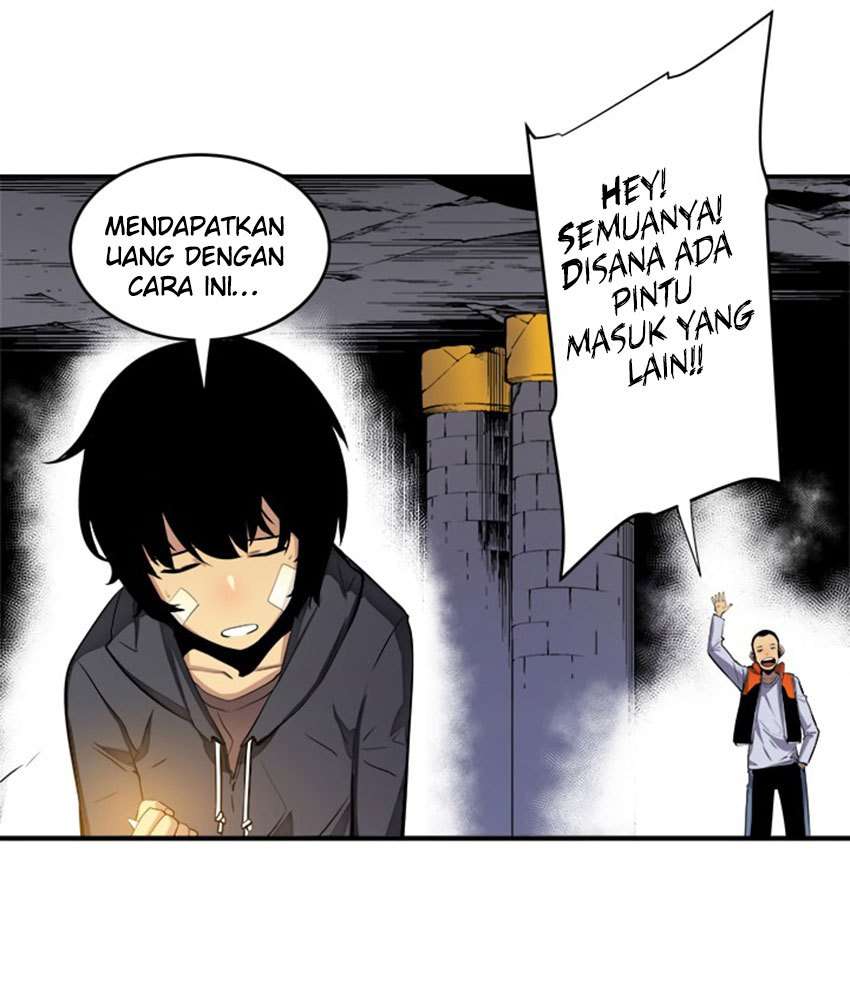 MENDAPATKAN
UANG DENGAN
CARA INI...
HEY!
SEMUANYA!
DISANA ADA
PINTU
MASUK YANG
LAIN!!